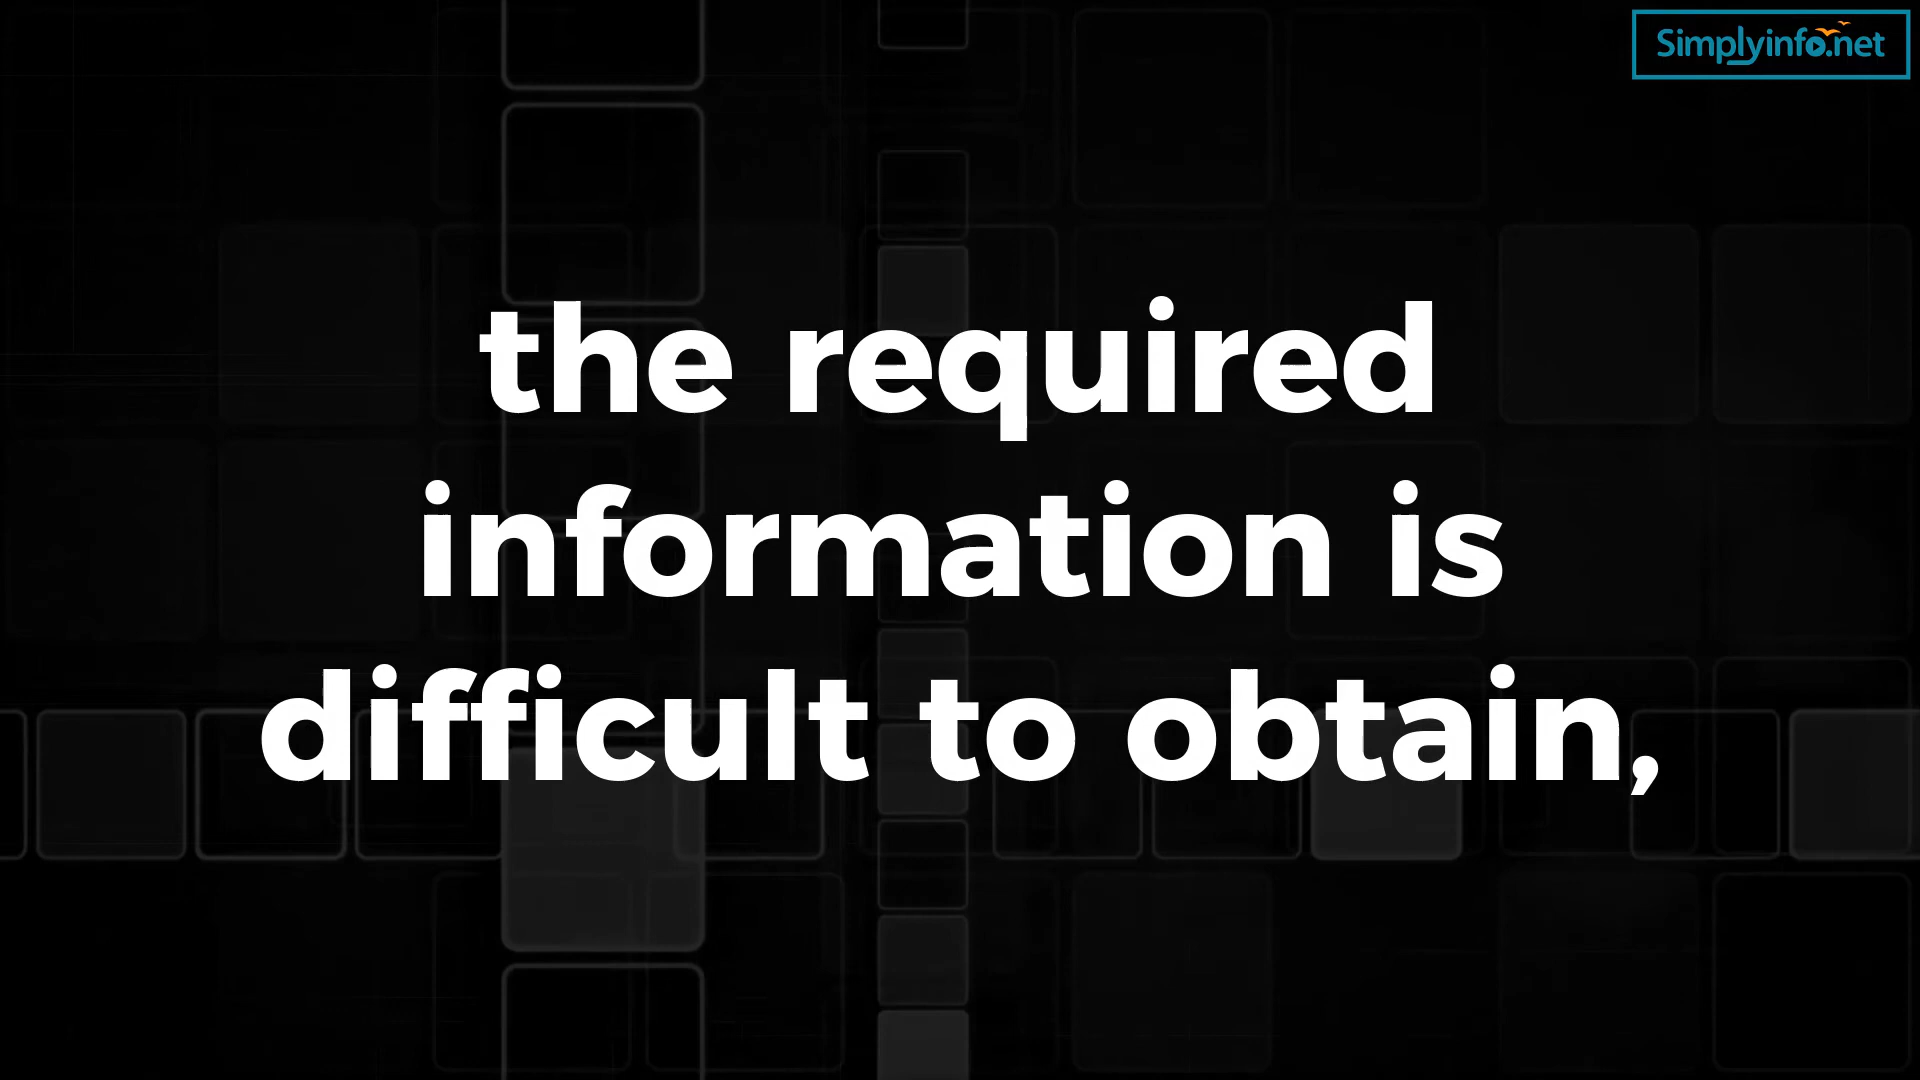 Simplyinfo.net
the required
information is
difficult to obtain,